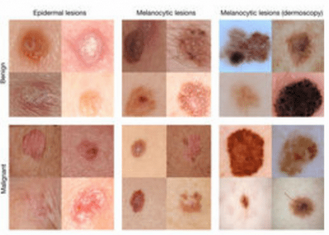 Epidermal lesions
Melanocytic lesions
Melanocytic lesions (dermoscopy)
Benign
Malignant